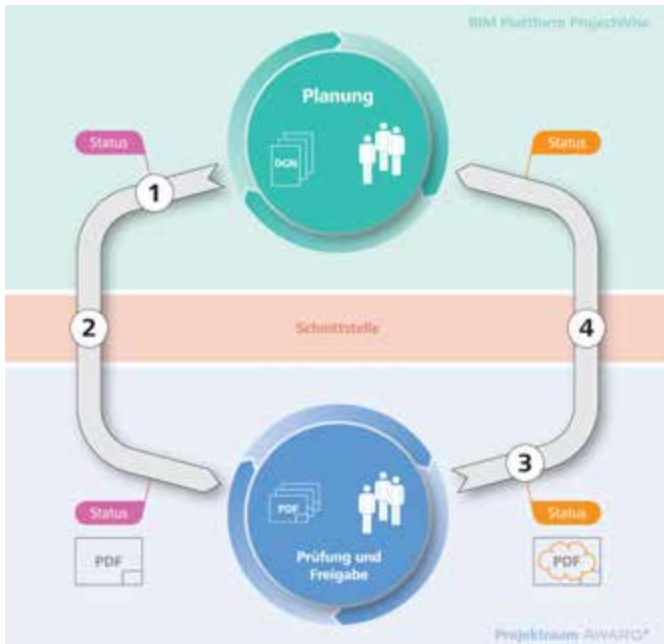 BIM Plattform ProjectWise
Planung
DGN
Status
Status
1
2
Schnittstelle
4
3
PDF
Status
Status
PDF
Prüfung und
Freigabe
PDF
Projektraum AWARO®